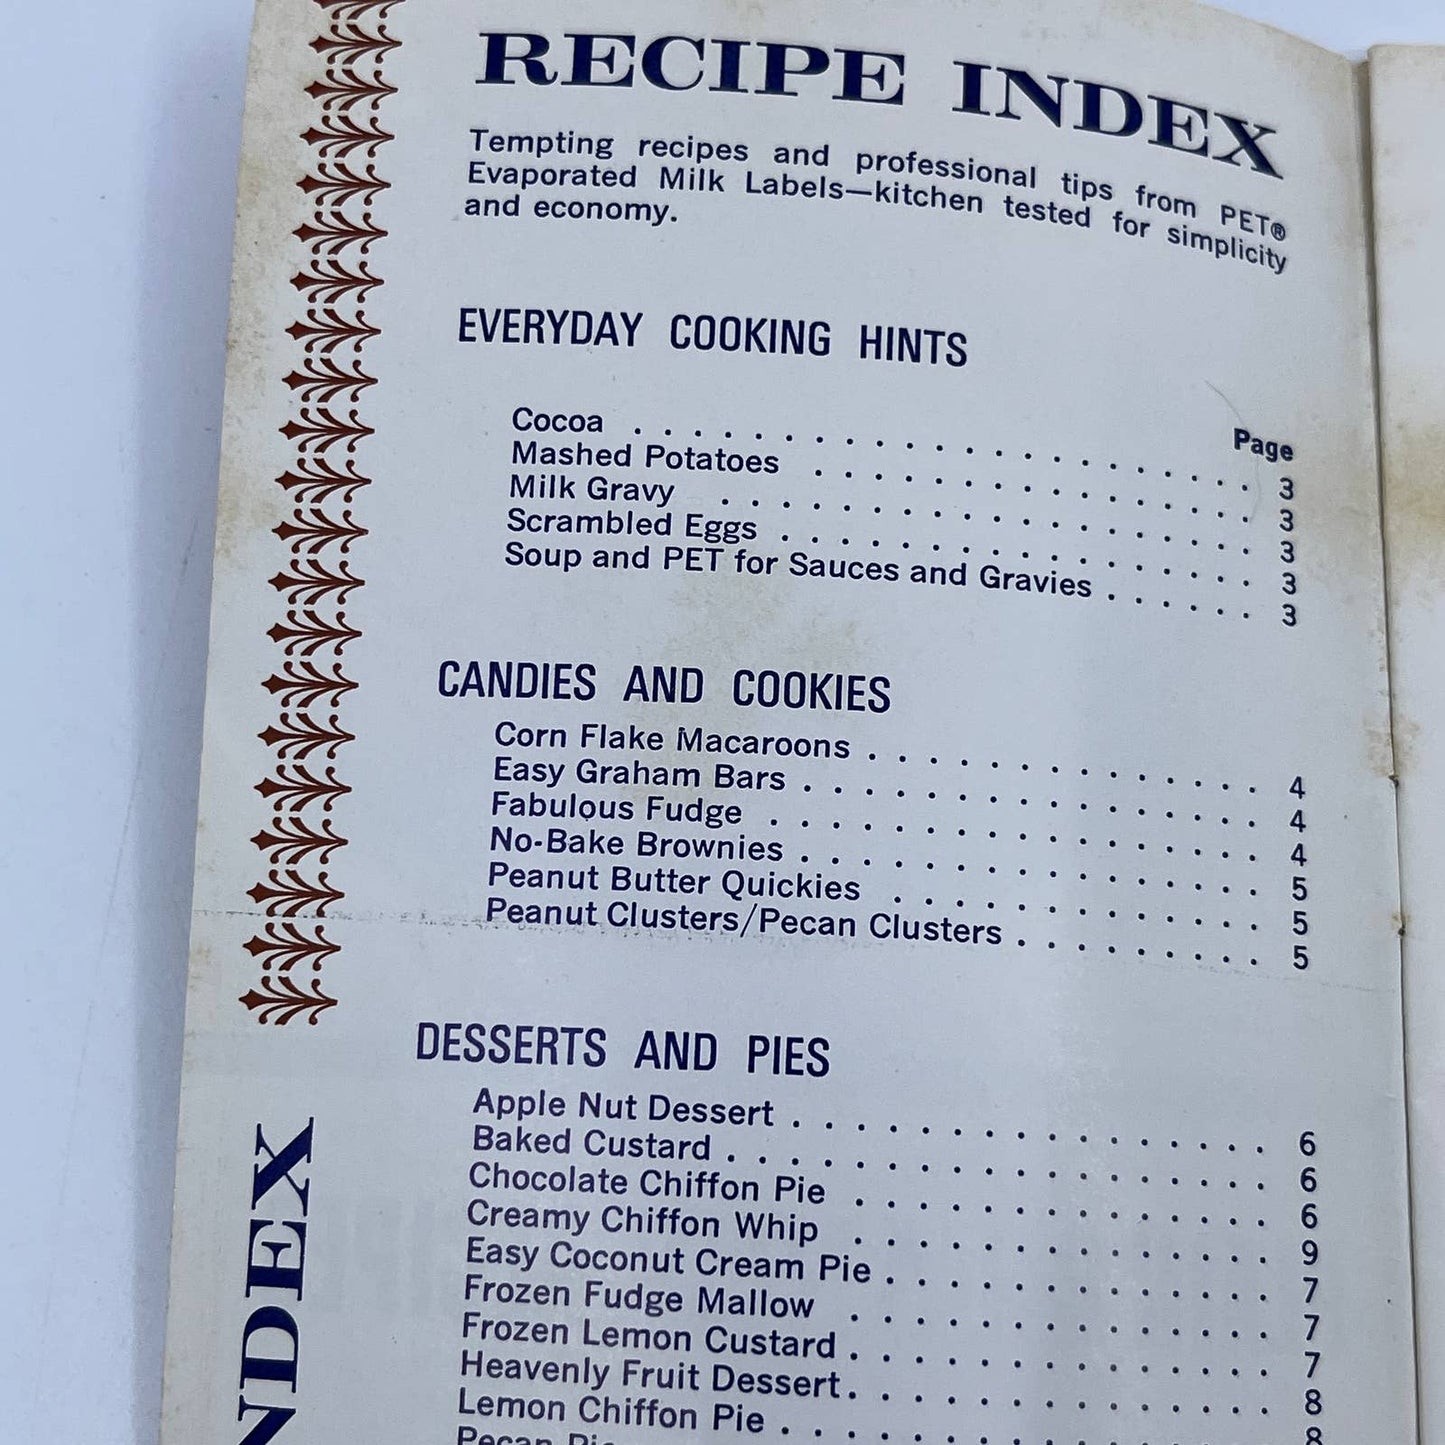 RECIPE INDEX
Tempting recipes and professional tips from PET®
Evaporated Milk Labels—kitchen tested for simplicity
and economy.
EVERYDAY COOKING HINTS
Page
Cocoa . . . . . . . . . . . . . . . . . . . . . 3
Mashed Potatoes . . . . . . . . . . . . . . . 3
Milk Gravy . . . . . . . . . . . . . . . . . . 3
Scrambled Eggs . . . . . . . . . . . . . . . . 3
Soup and PET for Sauces and Gravies . . . . . 3
CANDIES AND COOKIES
Corn Flake Macaroons . . . . . . . . . . . . . 4
Easy Graham Bars . . . . . . . . . . . . . . . 4
Fabulous Fudge . . . . . . . . . . . . . . . . 4
No-Bake Brownies . . . . . . . . . . . . . . . 5
Peanut Butter Quickies . . . . . . . . . . . . 5
Peanut Clusters/Pecan Clusters . . . . . . . . 5
DESSERTS AND PIES
Apple Nut Dessert . . . . . . . . . . . . . . . 6
Baked Custard . . . . . . . . . . . . . . . . . 6
Chocolate Chiffon Pie . . . . . . . . . . . . . 6
Creamy Chiffon Whip . . . . . . . . . . . . . . 9
Easy Coconut Cream Pie . . . . . . . . . . . . 7
Frozen Fudge Mallow . . . . . . . . . . . . . . 7
Frozen Lemon Custard . . . . . . . . . . . . . 7
Heavenly Fruit Dessert . . . . . . . . . . . . . 8
Lemon Chiffon Pie . . . . . . . . . . . . . . . 8
Pecan Pie
NDEX